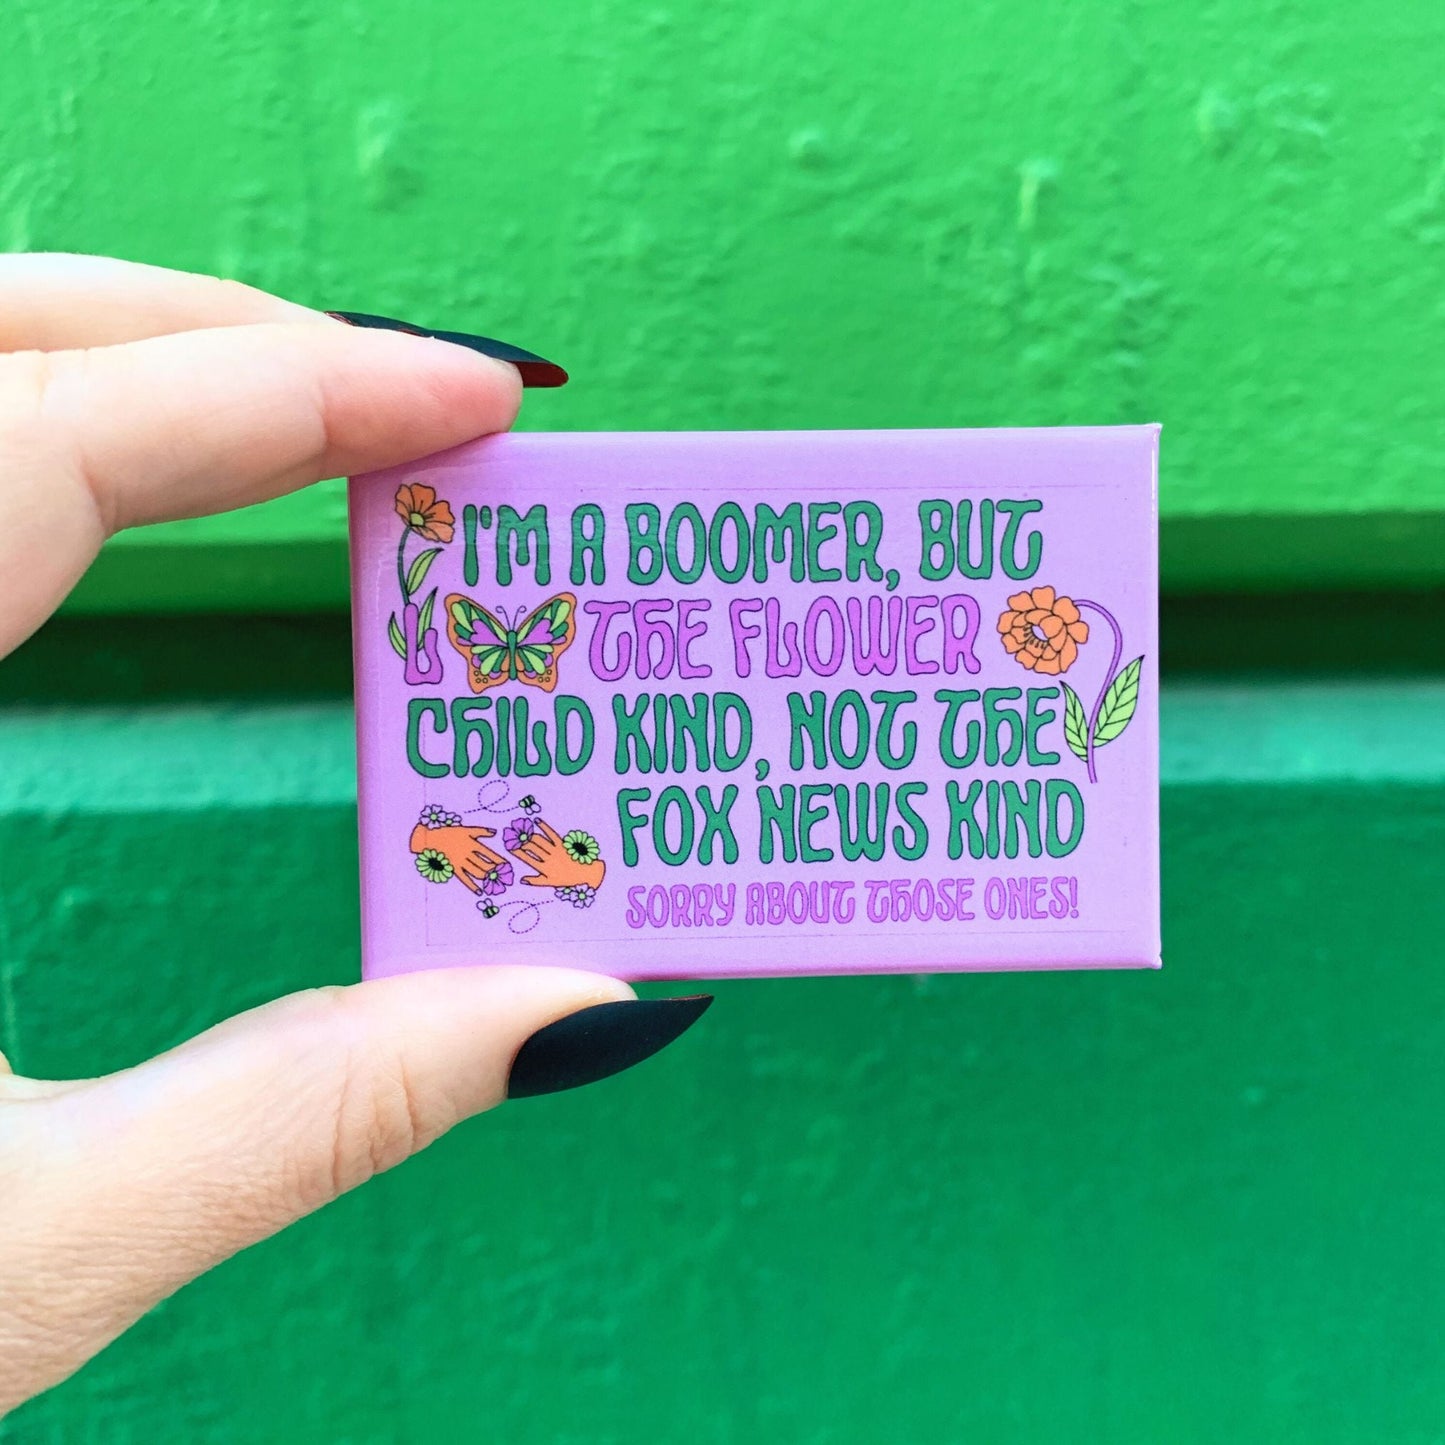 I'M A BOOMER, BUT
L THE FLOWER
CHILD KIND, NOT THE
FOX NEWS KIND
SORRY ABOUT THOSE ONES!